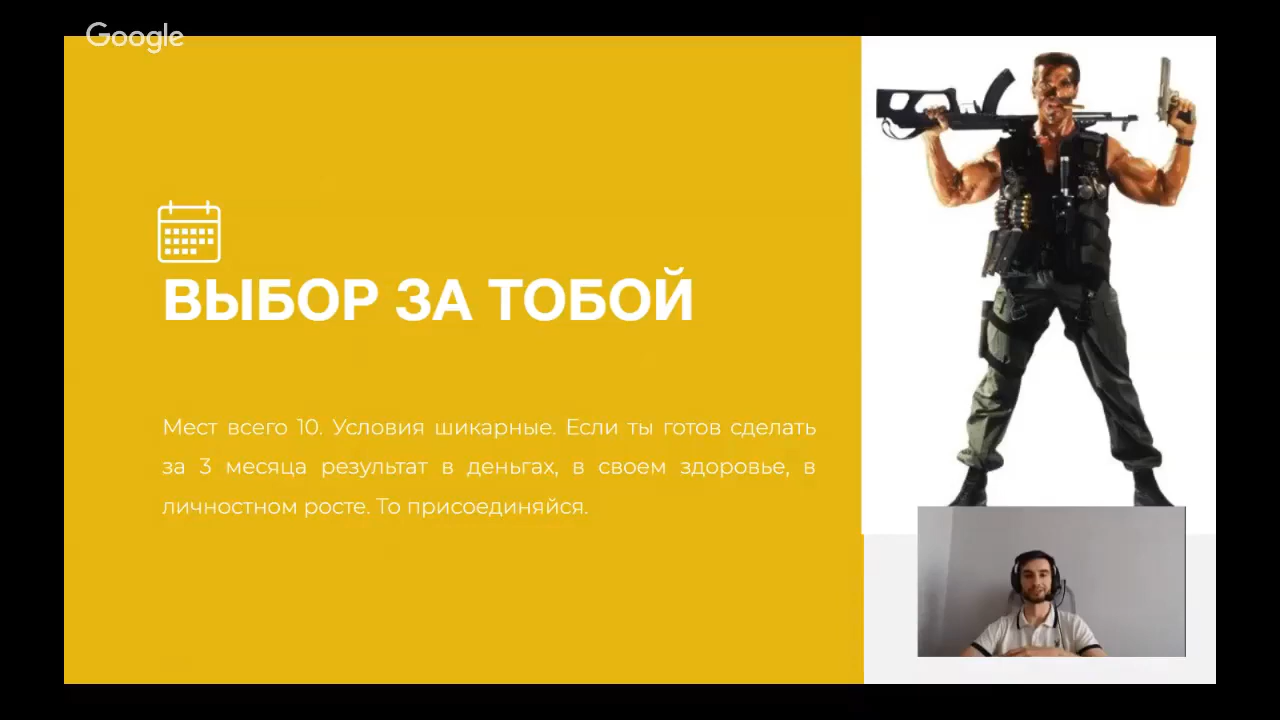 Google
ВЫБОР ЗА ТОБОЙ
Мест всего 10. Условия шикарные. Если ты готов сделать
за 3 месяца результат в деньгах, в своем здоровье, в
личностном росте. То присоединяйся.